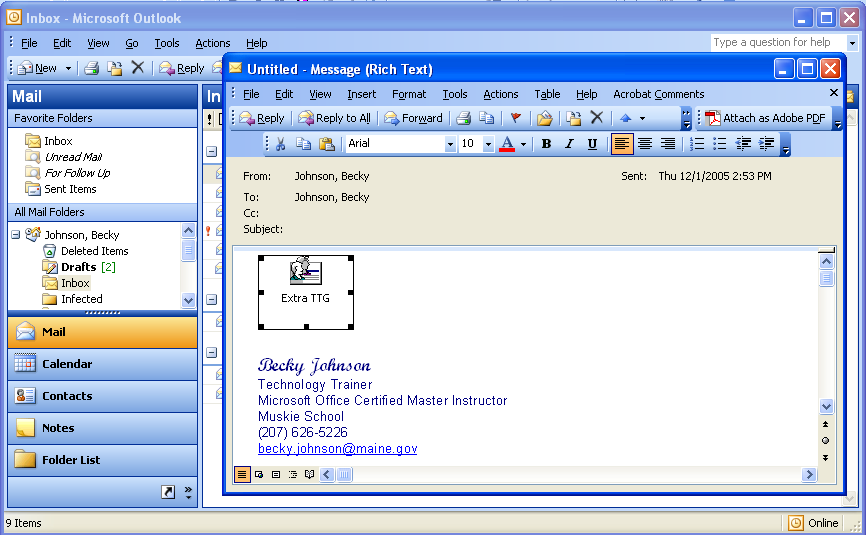 Inbox - Microsoft Outlook
File Edit View Go Tools Actions Help
Type a question for help
New Reply
Mail
Favorite Folders
Inbox
Unread Mail
For Follow Up
Sent Items
All Mail Folders
Johnson, Becky
Deleted Items
Drafts [2]
Inbox
Infected
Mail
Calendar
Contacts
Notes
Folder List
In
Untitled - Message (Rich Text)
File Edit View Insert Format Tools Actions Table Help Acrobat Comments
Reply Reply to All Forward Attach as Adobe PDF
Arial 10 A B I U
From: Johnson, Becky Sent: Thu 12/1/2005 2:53 PM
To: Johnson, Becky
Cc:
Subject:
Extra TTG
Becky Johnson
Technology Trainer
Microsoft Office Certified Master Instructor
Muskie School
(207) 626-5226
becky.johnson@maine.gov
9 Items
Online